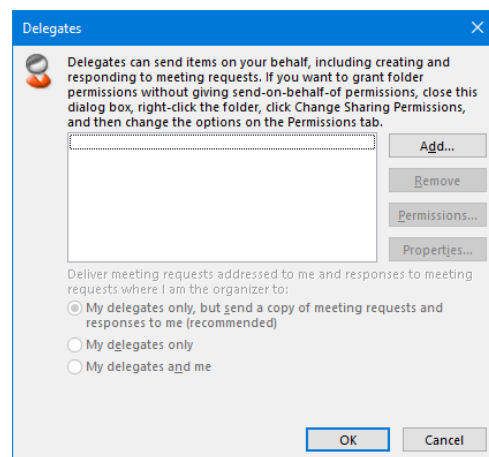 Delegates
Delegates can send items on your behalf, including creating and
responding to meeting requests. If you want to grant folder
permissions without giving send-on-behalf-of permissions, close this
dialog box, right-click the folder, click Change Sharing Permissions,
and then change the options on the Permissions tab.
Add...
Remove
Permissions...
Properties...
Deliver meeting requests addressed to me and responses to meeting
requests where I am the organizer to:
My delegates only, but send a copy of meeting requests and
responses to me (recommended)
My delegates only
My delegates and me
OK
Cancel